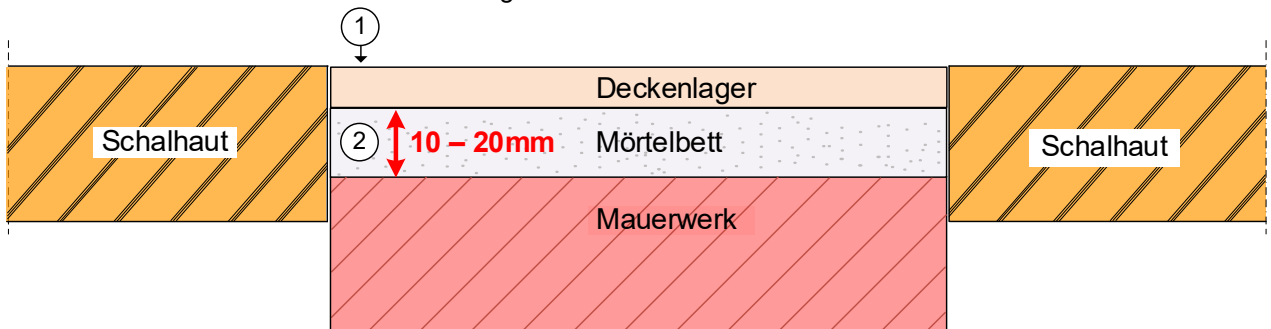 1
Deckenlager
Schalhaut
2
10 – 20mm
Mörtelbett
Schalhaut
Mauerwerk